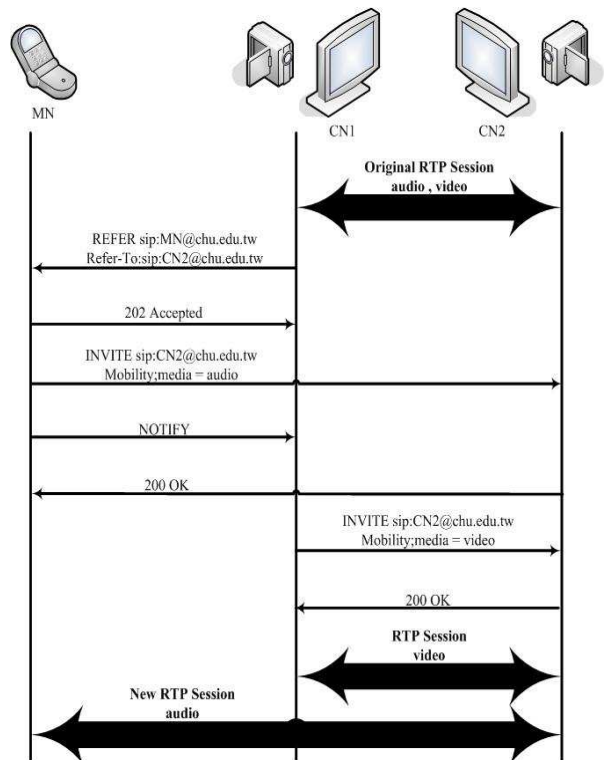 MN
CN1
CN2
Original RTP Session
audio , video
REFER sip:MN@chu.edu.tw
Refer-To:sip:CN2@chu.edu.tw
202 Accepted
INVITE sip:CN2@chu.edu.tw
Mobility;media = audio
NOTIFY
200 OK
INVITE sip:CN2@chu.edu.tw
Mobility;media = video
200 OK
RTP Session
video
New RTP Session
audio